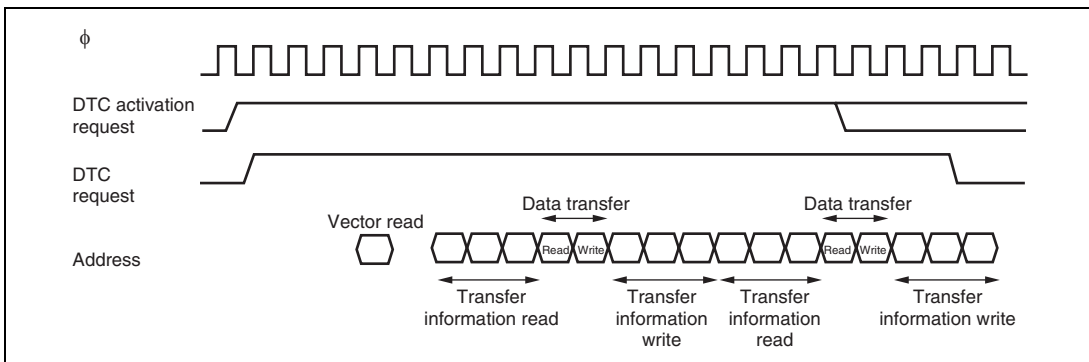 ϕ
DTC activation
request
DTC
request
Data transfer
Data transfer
Vector read
Address
Read
Write
Read
Write
Transfer
information read
Transfer
information
write
Transfer
information
read
Transfer
information write